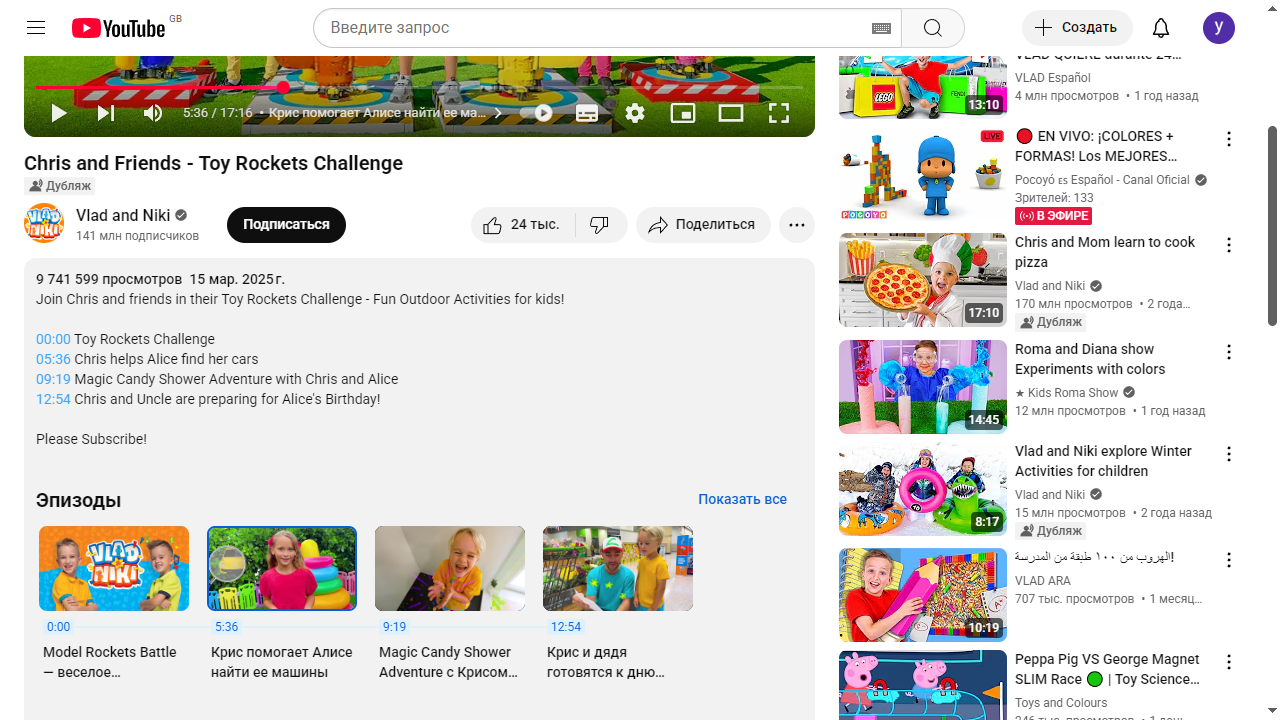 YouTube
GB
Введите запрос
Создать
y
5:36 / 17:16 • Крис помогает Алисе найти ее ма…
Chris and Friends - Toy Rockets Challenge
Дубляж
Vlad and Niki
141 млн подписчиков
Подписаться
24 тыс.
Поделиться
9 741 599 просмотров 15 мар. 2025 г.
Join Chris and friends in their Toy Rockets Challenge - Fun Outdoor Activities for kids!
00:00 Toy Rockets Challenge
05:36 Chris helps Alice find her cars
09:19 Magic Candy Shower Adventure with Chris and Alice
12:54 Chris and Uncle are preparing for Alice's Birthday!
Please Subscribe!
Эпизоды
Показать все
VLAD NIKI
0:00
Model Rockets Battle
— веселое…
5:36
Крис помогает Алисе
найти ее машины
9:19
Magic Candy Shower
Adventure с Крисом…
12:54
Крис и дядя
готовятся к дню…
LEGO
FENDI
13:10
VLAD QUIERE durante 24…
VLAD Español
4 млн просмотров • 1 год назад
LIVE
POCOYO
🔴 EN VIVO: ¡COLORES +
FORMAS! Los MEJORES…
Pocoyó ES Español - Canal Oficial
Зрителей: 133
В ЭФИРЕ
17:10
Chris and Mom learn to cook
pizza
Vlad and Niki
170 млн просмотров • 2 года…
Дубляж
14:45
Roma and Diana show
Experiments with colors
★ Kids Roma Show
12 млн просмотров • 1 год назад
8:17
Vlad and Niki explore Winter
Activities for children
Vlad and Niki
15 млн просмотров • 2 года назад
Дубляж
A+
10:19
الهروب من ١٠٠ طبقة من المدرسة!
VLAD ARA
707 тыс. просмотров • 1 месяц…
Peppa Pig VS George Magnet
SLIM Race 🟢 | Toy Science…
Toys and Colours
246 тыс. просмотров • 1 день